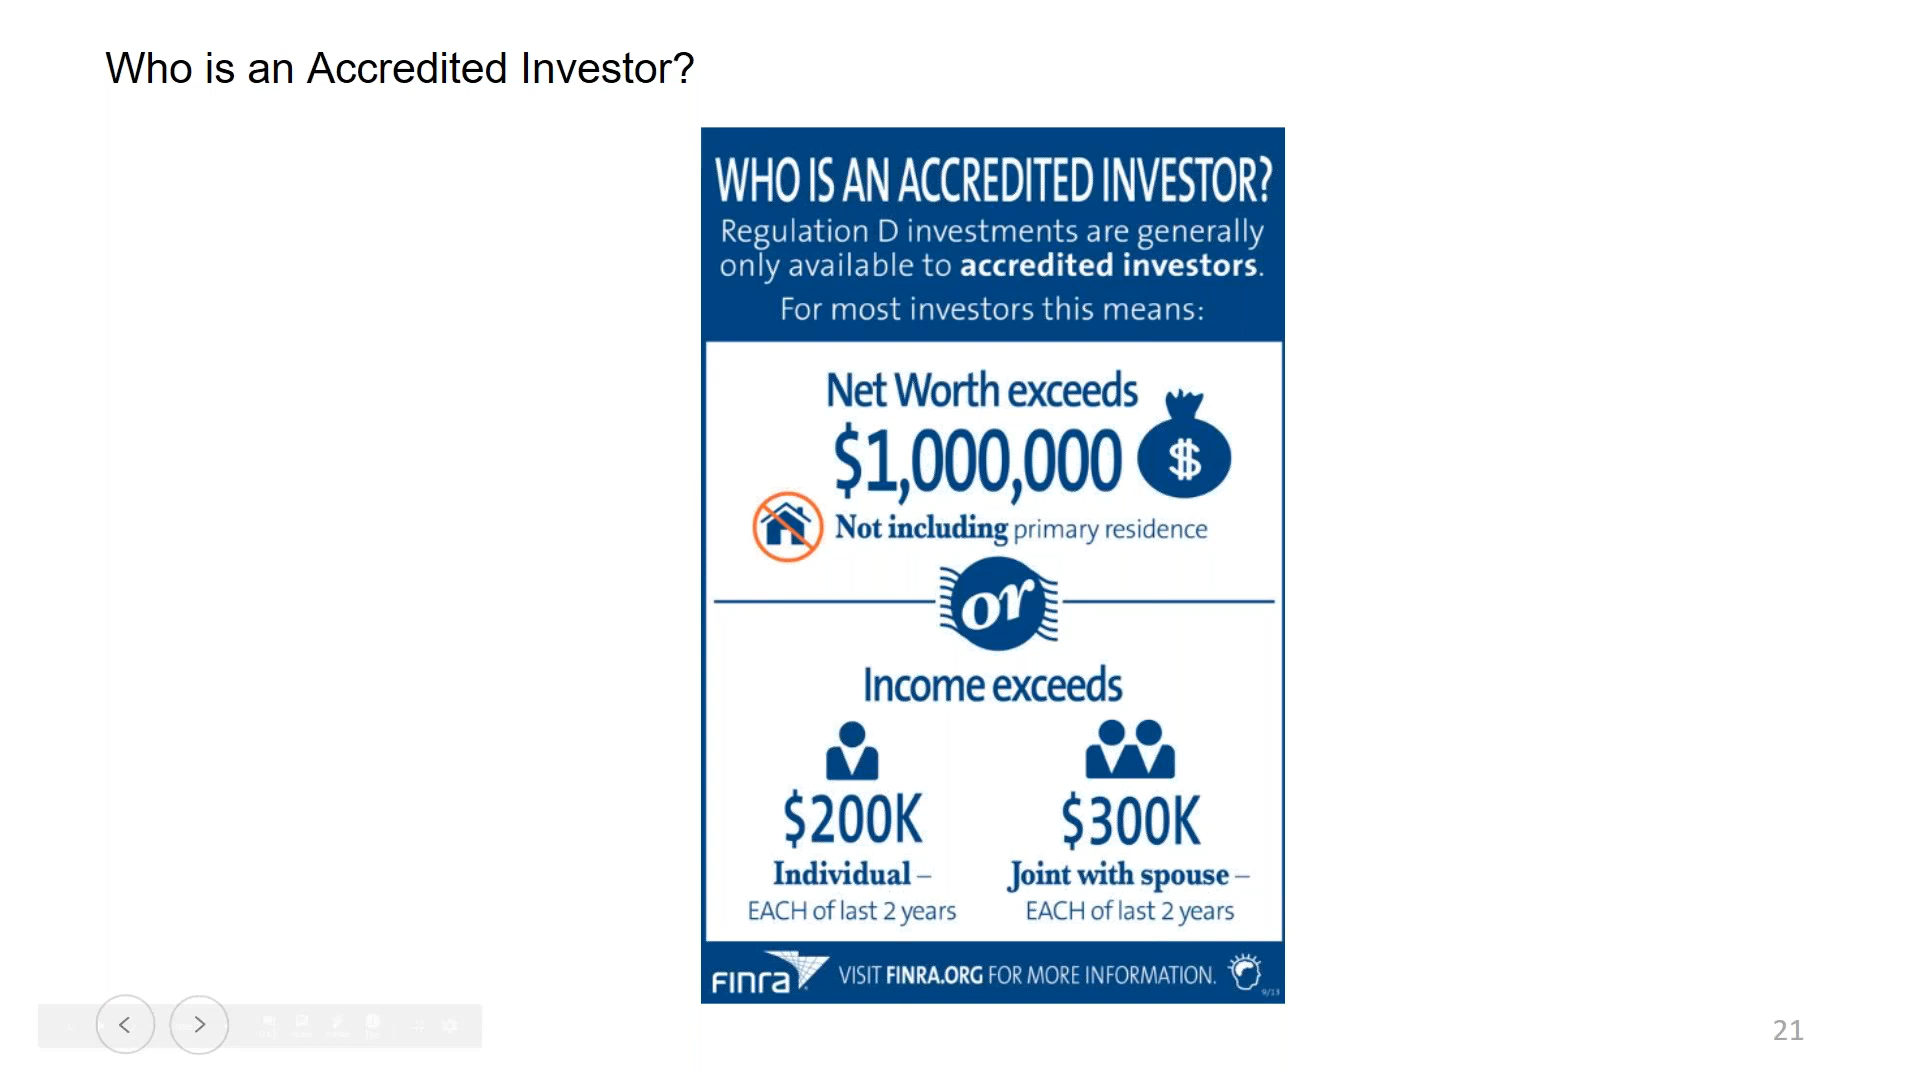 Who is an Accredited Investor?
WHO IS AN ACCREDITED INVESTOR?
Regulation D investments are generally
only available to accredited investors.
For most investors this means:
Net Worth exceeds
$1,000,000
$
Not including primary residence
or
Income exceeds
$200K
Individual –
EACH of last 2 years
$300K
Joint with spouse –
EACH of last 2 years
FINRA VISIT FINRA.ORG FOR MORE INFORMATION.
9/13
21